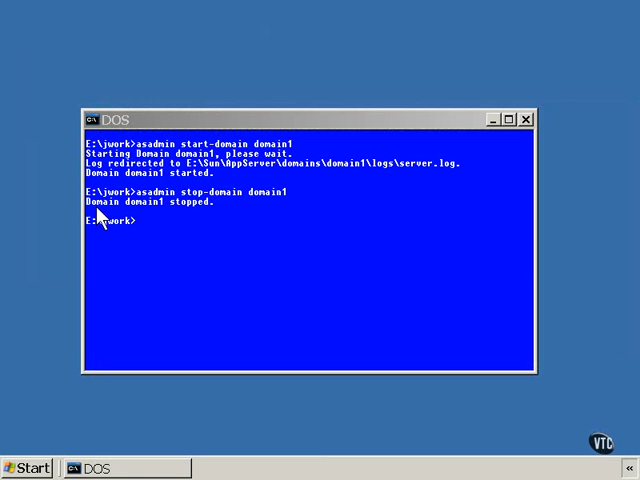 DOS
E:\jwork>asadmin start-domain domain1
Starting Domain domain1, please wait.
Log redirected to E:\Sun\AppServer\domains\domain1\logs\server.log.
Domain domain1 started.
E:\jwork>asadmin stop-domain domain1
Domain domain1 stopped.
E:\jwork>
VTC
Start
DOS
«